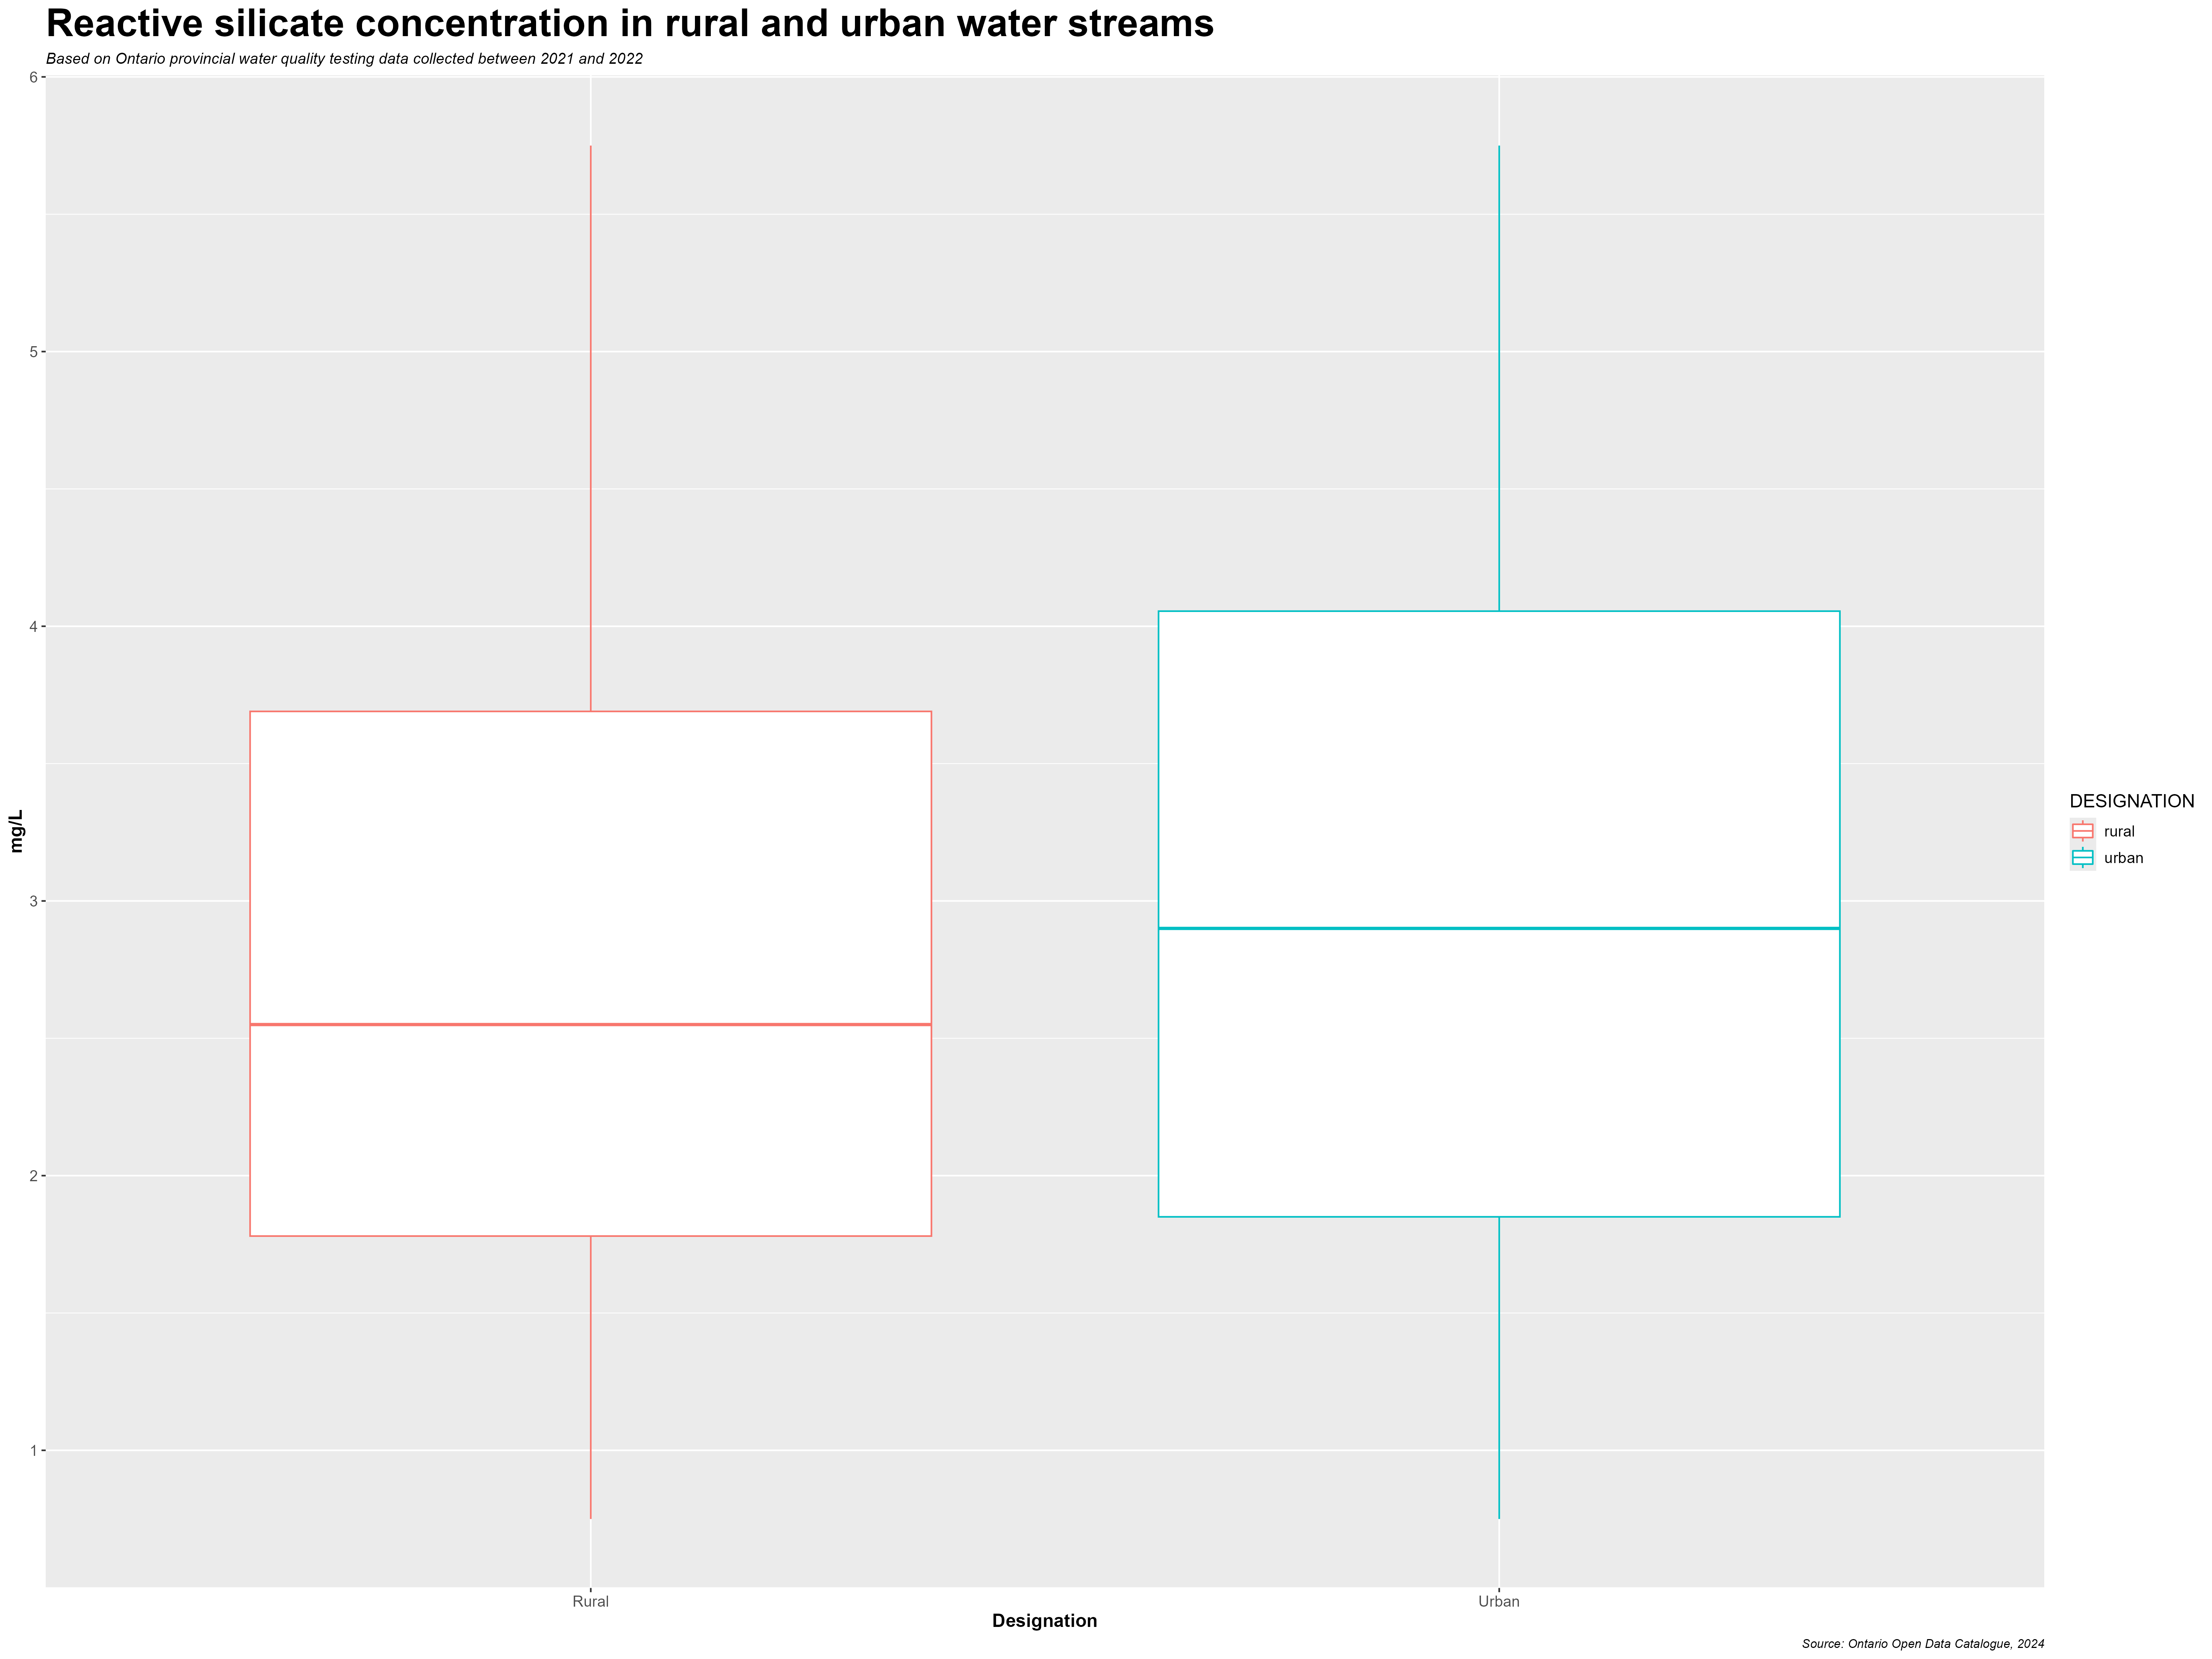 Reactive silicate concentration in rural and urban water streams
Based on Ontario provincial water quality testing data collected between 2021 and 2022
6
5
4
3
2
1
mg/L
Rural
Urban
Designation
DESIGNATION
rural
urban
Source: Ontario Open Data Catalogue, 2024